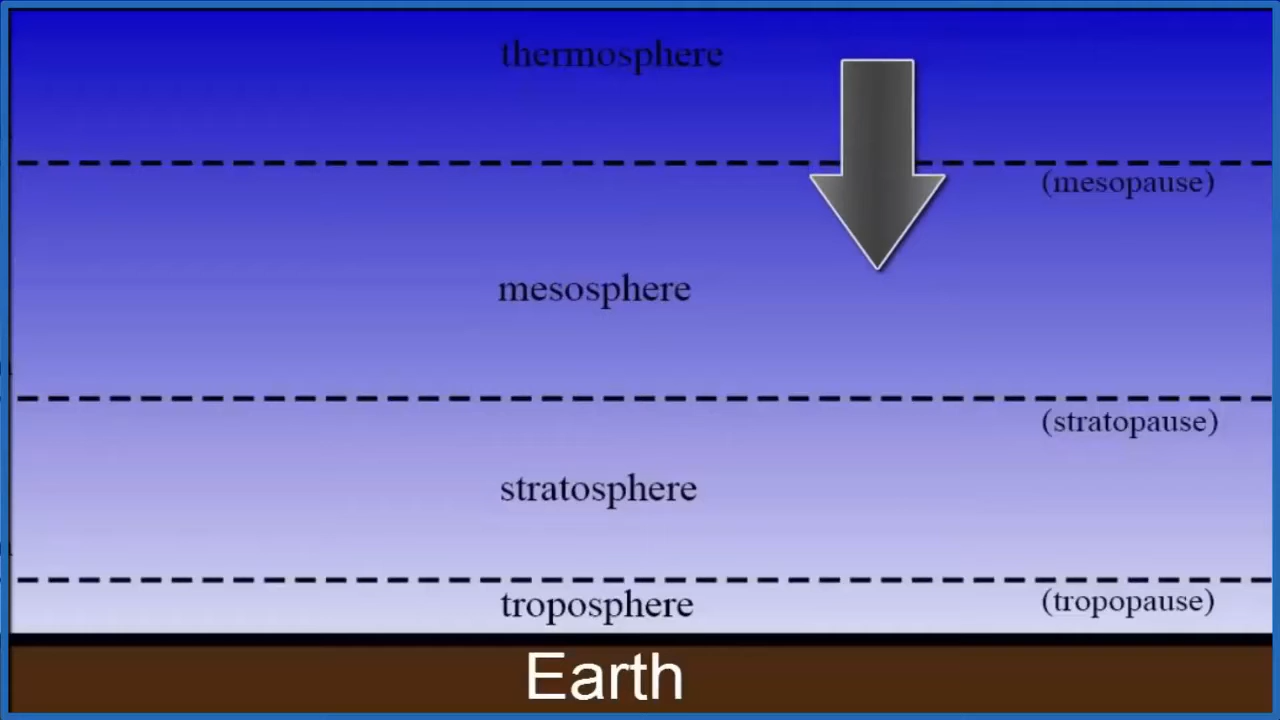 thermosphere
(mesopause)
mesosphere
(stratopause)
stratosphere
(tropopause)
troposphere
Earth